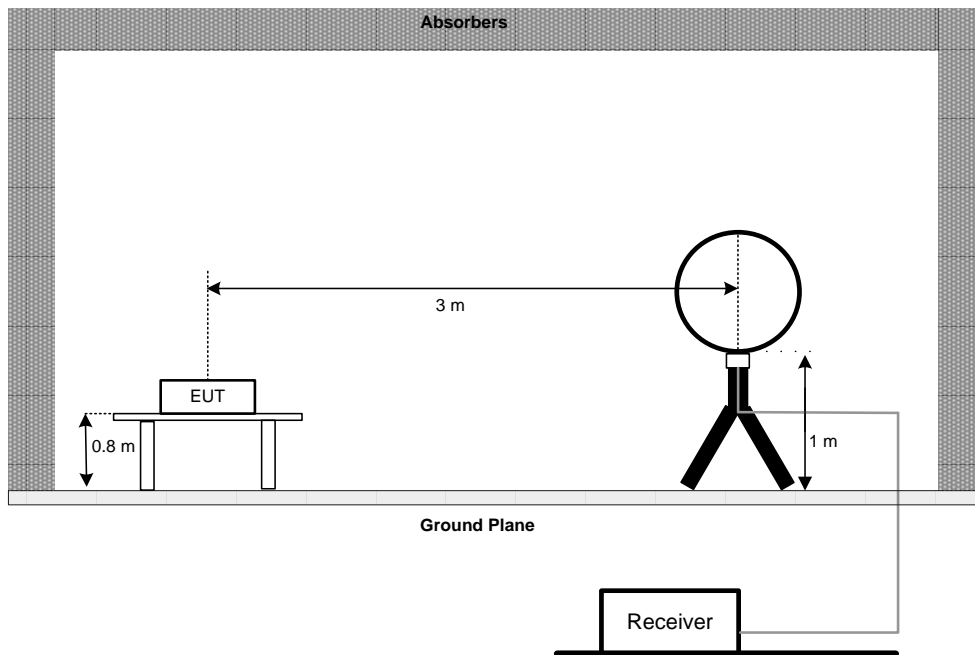 Absorbers
3 m
EUT
0.8 m
1 m
Ground Plane
Receiver